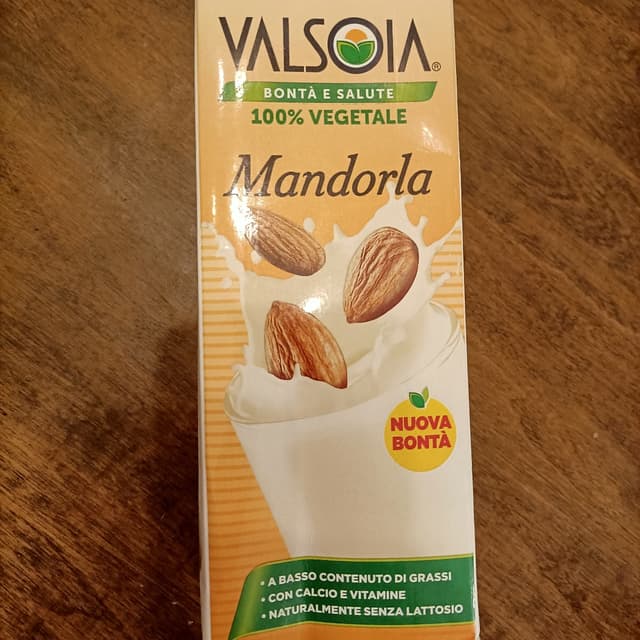 VALSOIA®
BONTÀ E SALUTE
100% VEGETALE
Mandorla
NUOVA
BONTÀ
• A BASSO CONTENUTO DI GRASSI
• CON CALCIO E VITAMINE
• NATURALMENTE SENZA LATTOSIO